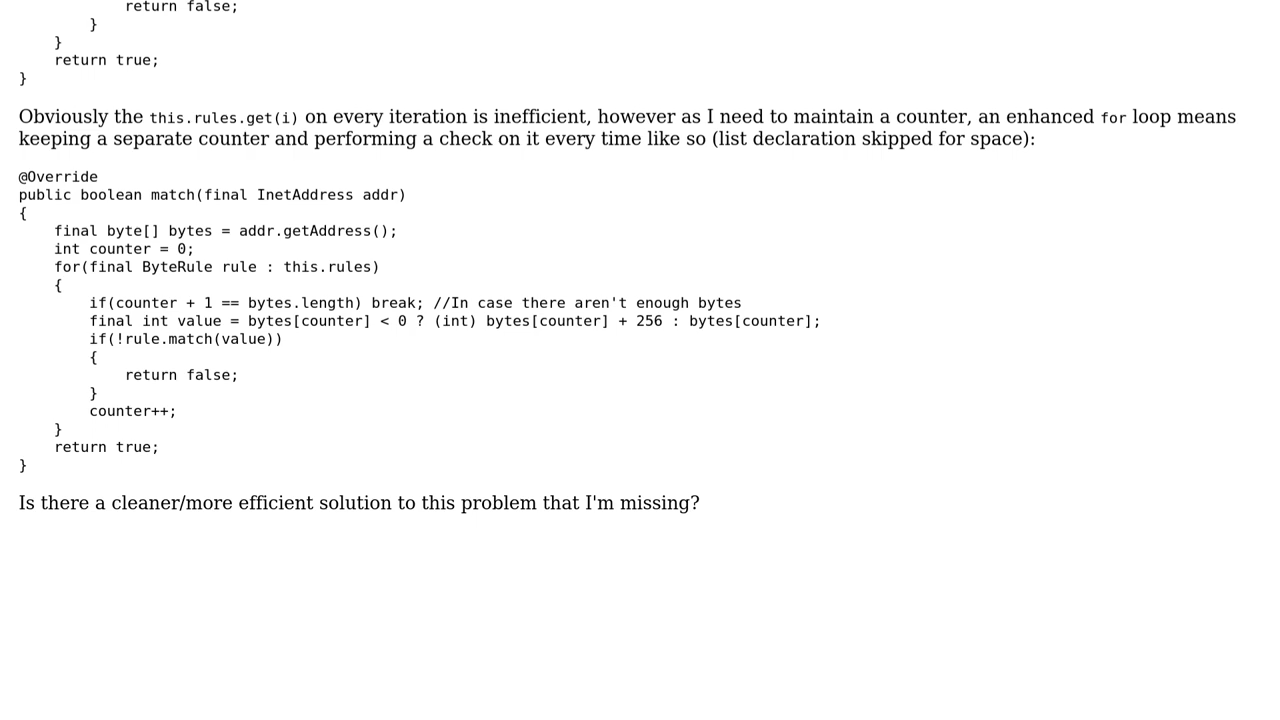 return false;
        }
    }
    return true;
}
Obviously the this.rules.get(i) on every iteration is inefficient, however as I need to maintain a counter, an enhanced for loop means
keeping a separate counter and performing a check on it every time like so (list declaration skipped for space):
@Override
public boolean match(final InetAddress addr)
{
    final byte[] bytes = addr.getAddress();
    int counter = 0;
    for(final ByteRule rule : this.rules)
    {
        if(counter + 1 == bytes.length) break; //In case there aren't enough bytes
        final int value = bytes[counter] < 0 ? (int) bytes[counter] + 256 : bytes[counter];
        if(!rule.match(value))
        {
            return false;
        }
        counter++;
    }
    return true;
}
Is there a cleaner/more efficient solution to this problem that I'm missing?